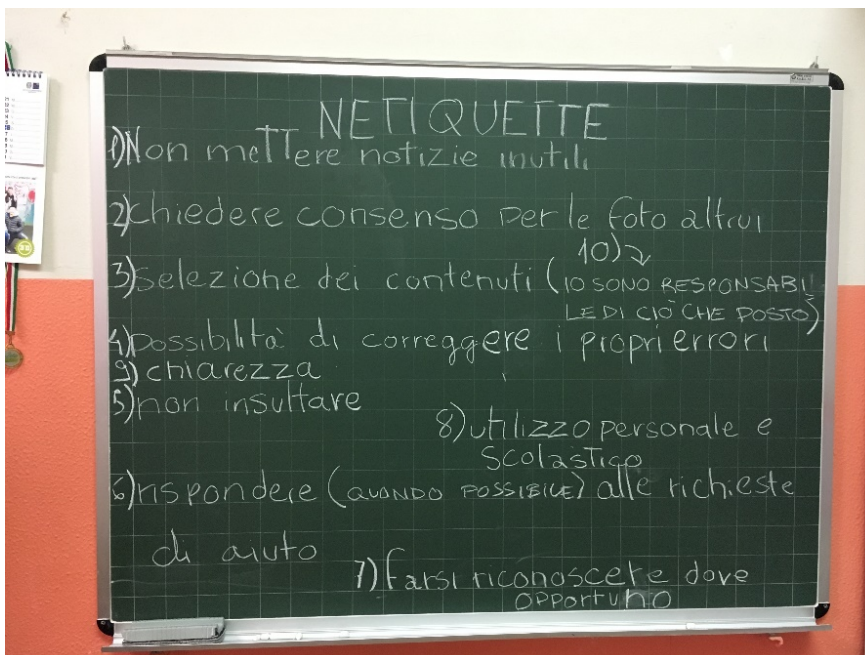 NETIQUETTE
1) Non mettere notizie inutili
2) chiedere consenso per le foto altrui
10)
3) selezione dei contenuti (IO SONO RESPONSABI
LE DI CIÒ CHE POSTO)
4) possibilità di correggere i propri errori
9) chiarezza
5) non insultare
8) utilizzo personale e
scolastico
6) rispondere (QUANDO POSSIBILE) alle richieste
di aiuto
7) farsi riconoscere dove
opportuno